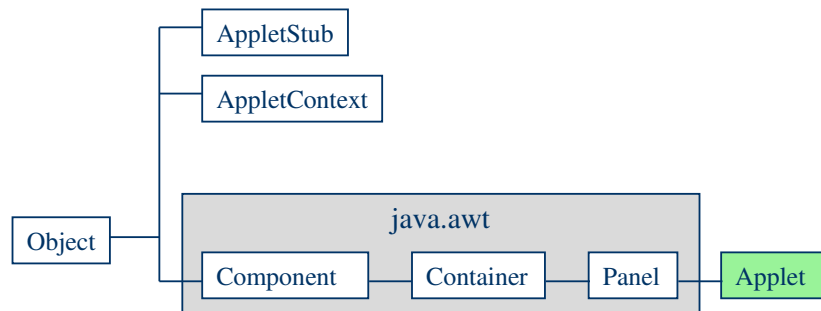 AppletStub
AppletContext
java.awt
Object
Component
Container
Panel
Applet